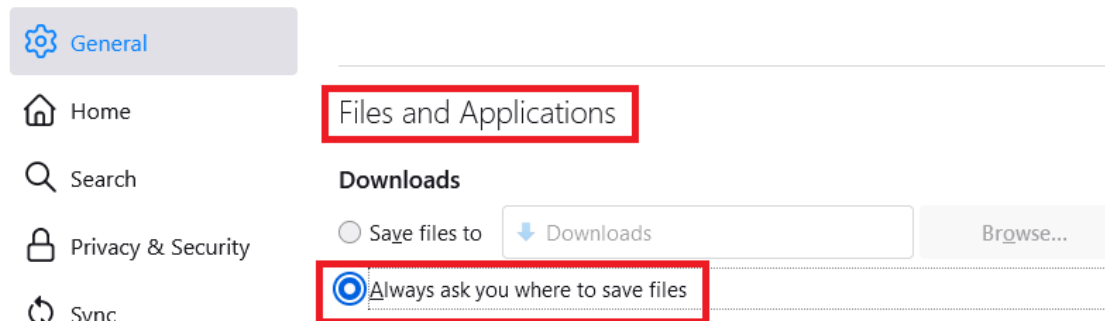 General
Home
Search
Privacy & Security
Sync
Files and Applications
Downloads
Save files to
Downloads
Browse...
Always ask you where to save files